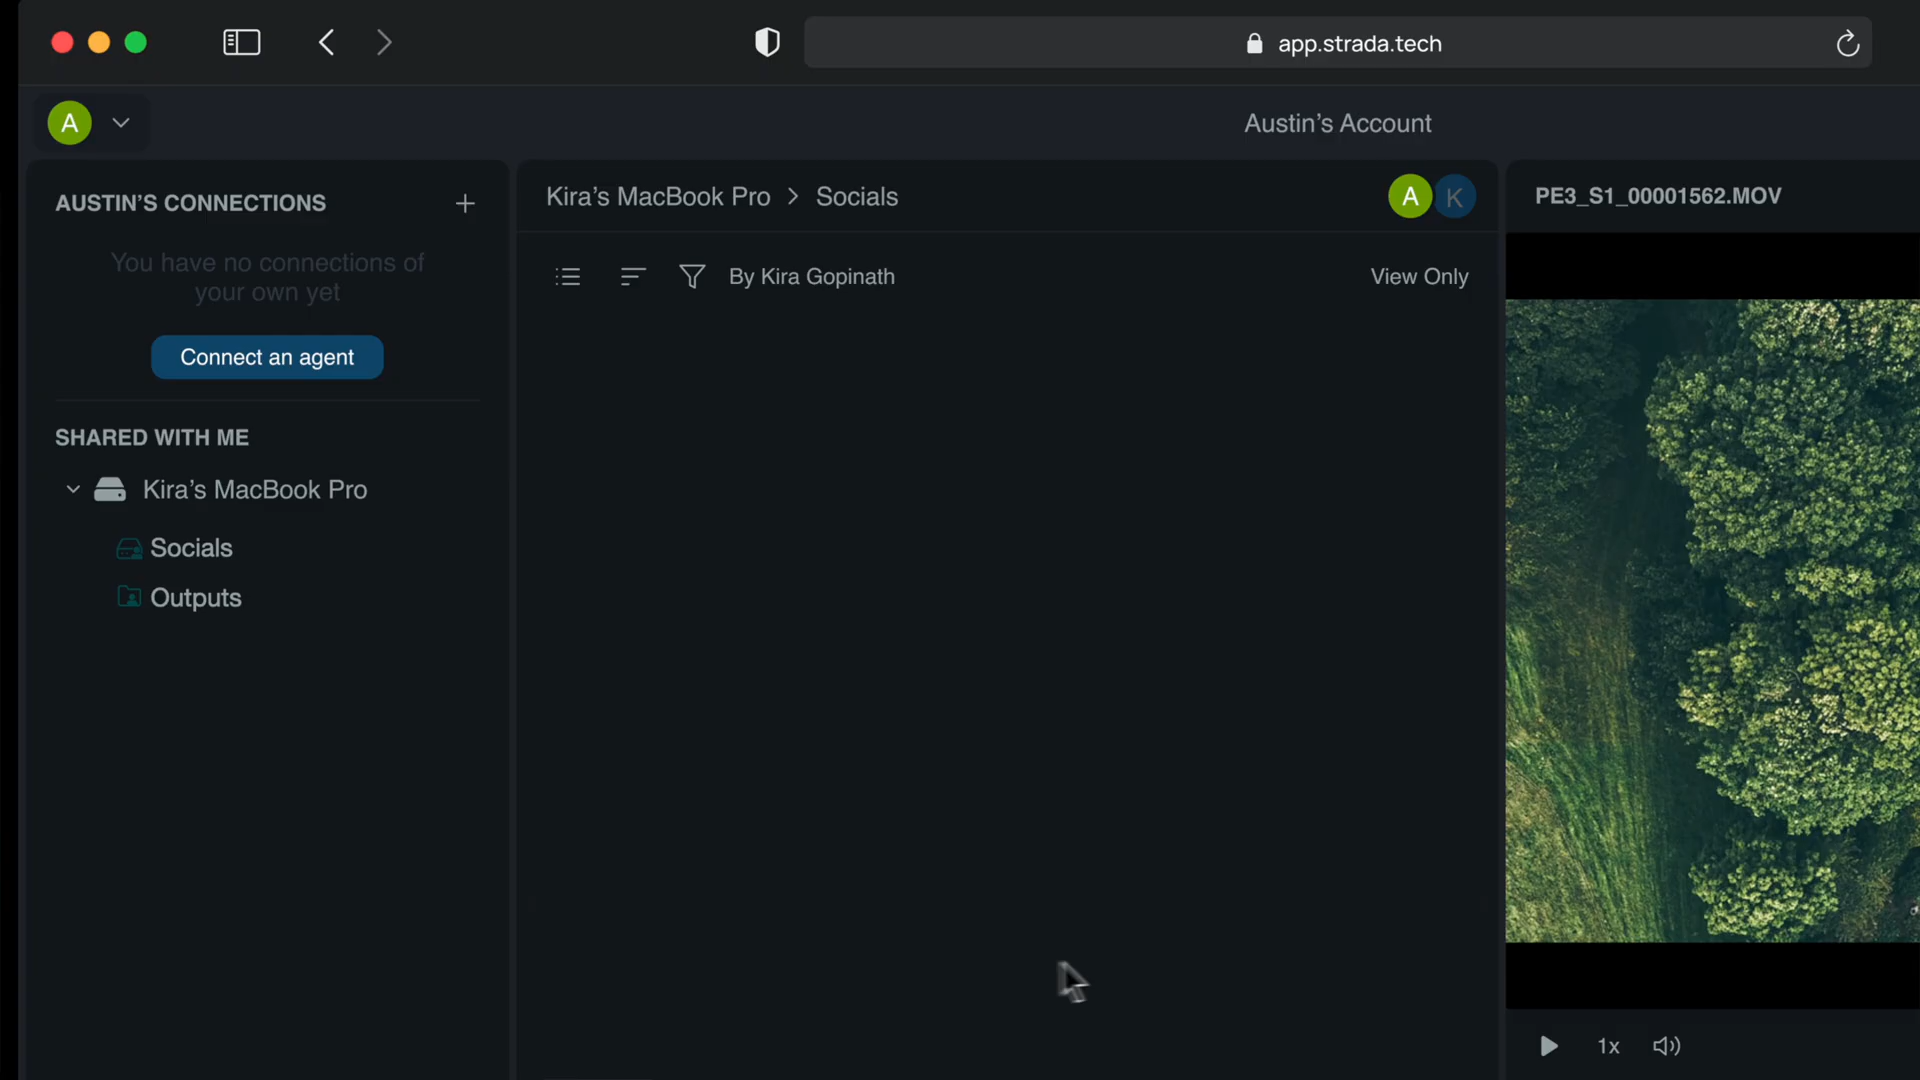 app.strada.tech
A
Austin's Account
AUSTIN'S CONNECTIONS
You have no connections of
your own yet
Connect an agent
SHARED WITH ME
Kira's MacBook Pro
Socials
Outputs
Kira's MacBook Pro > Socials
A K
By Kira Gopinath
View Only
PE3_S1_00001562.MOV
1x